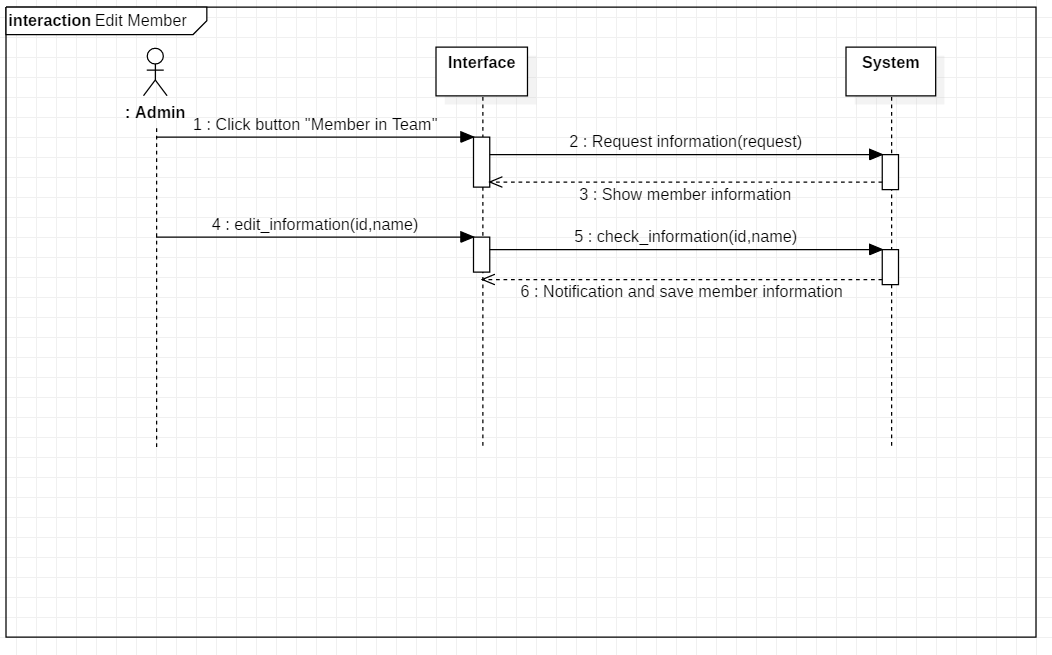 interaction Edit Member
Interface
System
: Admin
1 : Click button "Member in Team"
2 : Request information(request)
3 : Show member information
4 : edit_information(id,name)
5 : check_information(id,name)
6 : Notification and save member information